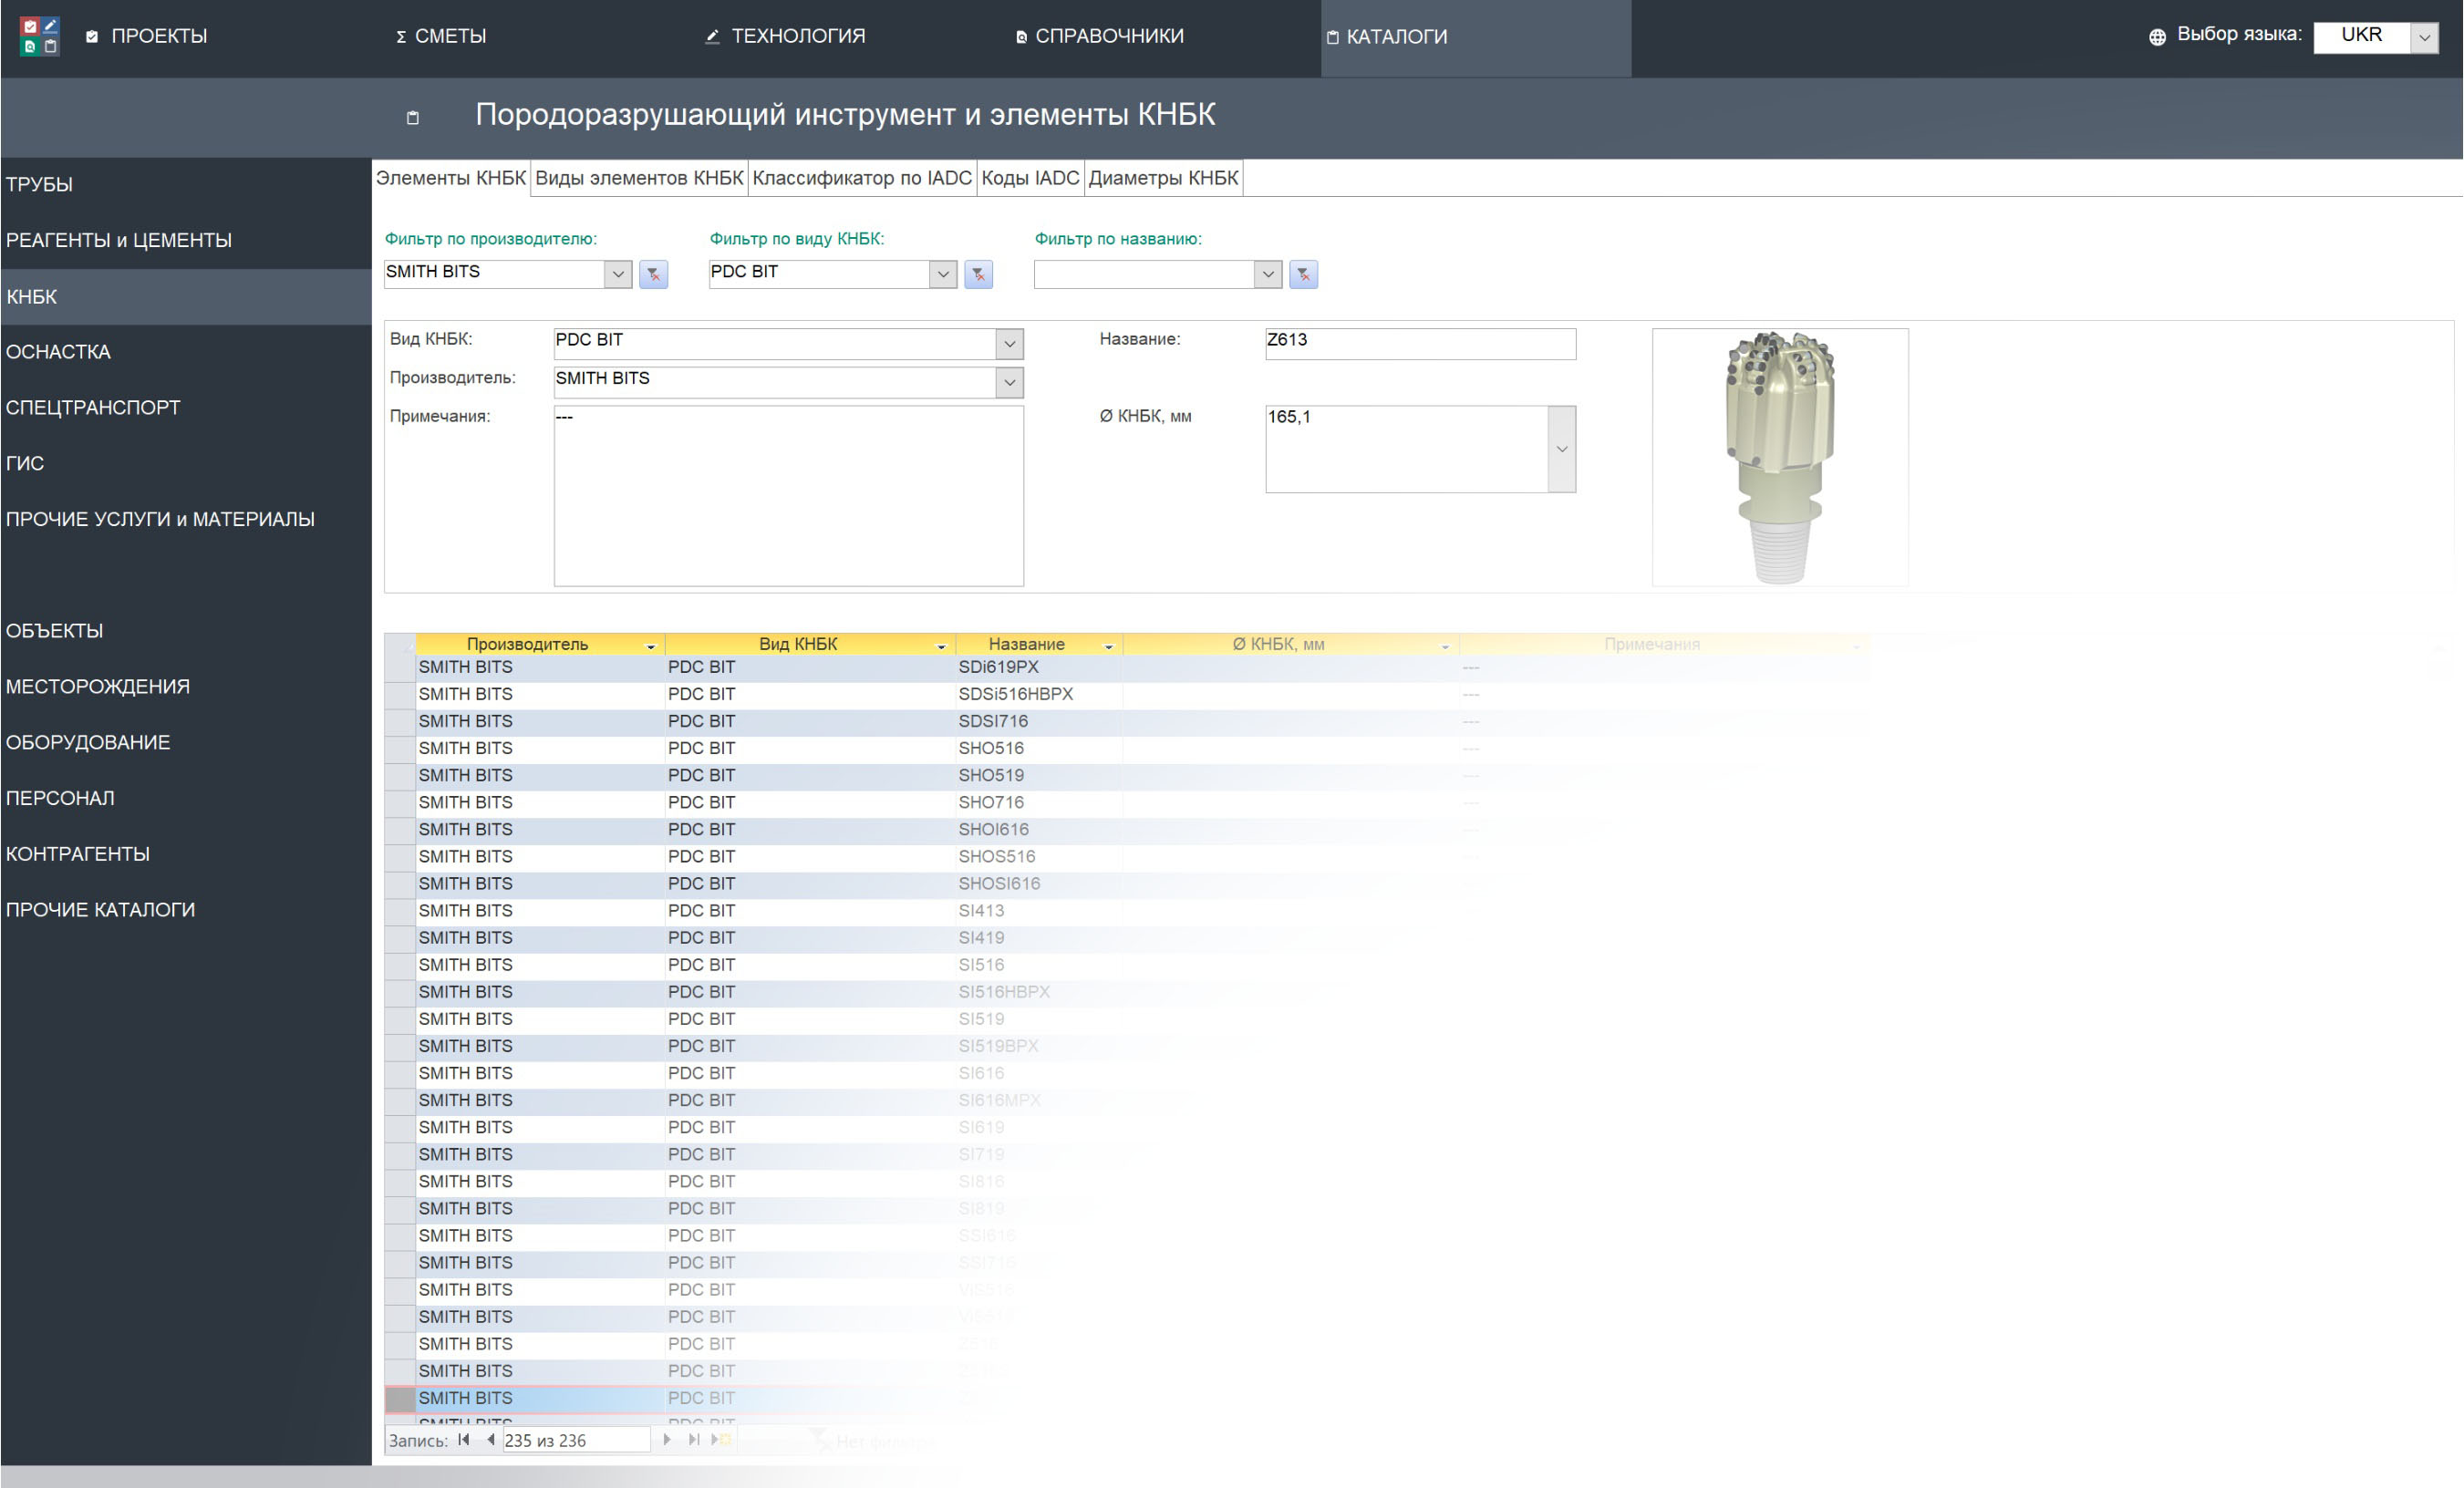 ПРОЕКТЫ Σ СМЕТЫ ТЕХНОЛОГИЯ СПРАВОЧНИКИ КАТАЛОГИ Выбор языка: UKR
Породоразрушающий инструмент и элементы КНБК
ТРУБЫ
РЕАГЕНТЫ и ЦЕМЕНТЫ
КНБК
ОСНАСТКА
СПЕЦТРАНСПОРТ
ГИС
ПРОЧИЕ УСЛУГИ и МАТЕРИАЛЫ
ОБЪЕКТЫ
МЕСТОРОЖДЕНИЯ
ОБОРУДОВАНИЕ
ПЕРСОНАЛ
КОНТРАГЕНТЫ
ПРОЧИЕ КАТАЛОГИ
Элементы КНБК Виды элементов КНБК Классификатор по IADC Коды IADC Диаметры КНБК
Фильтр по производителю: Фильтр по виду КНБК: Фильтр по названию:
SMITH BITS PDC BIT
Вид КНБК: PDC BIT Название: Z613
Производитель: SMITH BITS
Примечания: --- Ø КНБК, мм 165,1
Производитель Вид КНБК Название Ø КНБК, мм Примечания
SMITH BITS PDC BIT SDi619PX ---
SMITH BITS PDC BIT SDSi516HBPX ---
SMITH BITS PDC BIT SDSI716 ---
SMITH BITS PDC BIT SHO516 ---
SMITH BITS PDC BIT SHO519 ---
SMITH BITS PDC BIT SHO716 ---
SMITH BITS PDC BIT SHOI616
SMITH BITS PDC BIT SHOS516
SMITH BITS PDC BIT SHOSI616
SMITH BITS PDC BIT SI413
SMITH BITS PDC BIT SI419
SMITH BITS PDC BIT SI516
SMITH BITS PDC BIT SI516HBPX
SMITH BITS PDC BIT SI519
SMITH BITS PDC BIT SI519BPX
SMITH BITS PDC BIT SI616
SMITH BITS PDC BIT SI616MPX
SMITH BITS PDC BIT SI619
SMITH BITS PDC BIT SI719
SMITH BITS PDC BIT SI816
SMITH BITS PDC BIT SI819
SMITH BITS PDC BIT SSI616
SMITH BITS PDC BIT SSI716
SMITH BITS PDC BIT
SMITH BITS PDC BIT
SMITH BITS PDC BIT
SMITH BITS PDC BIT
SMITH BITS PDC BIT
SMITH BITS PDC BIT
Запись: 235 из 236 Нет